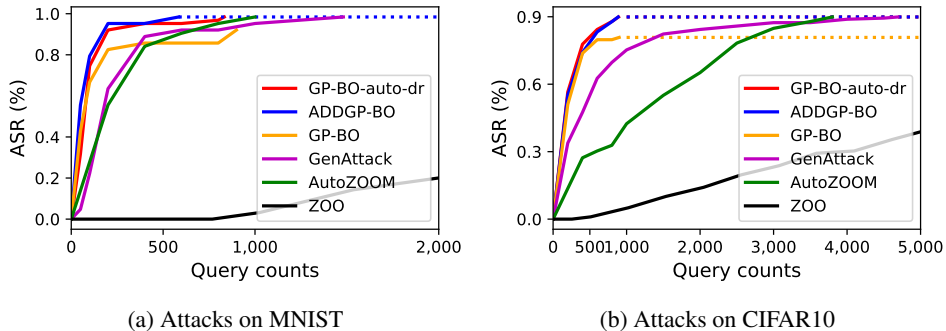 1.0
0.8
0.4
0.2
0.0
ASR (%)
GP-BO-auto-dr
ADDGP-BO
GP-BO
GenAttack
AutoZOOM
ZOO
0
500
1,000
2,000
Query counts
(a) Attacks on MNIST
0.9
0.6
0.3
0.0
ASR (%)
GP-BO-auto-dr
ADDGP-BO
GP-BO
GenAttack
AutoZOOM
ZOO
0
500
1,000
2,000
3,000
4,000
5,000
Query counts
(b) Attacks on CIFAR10